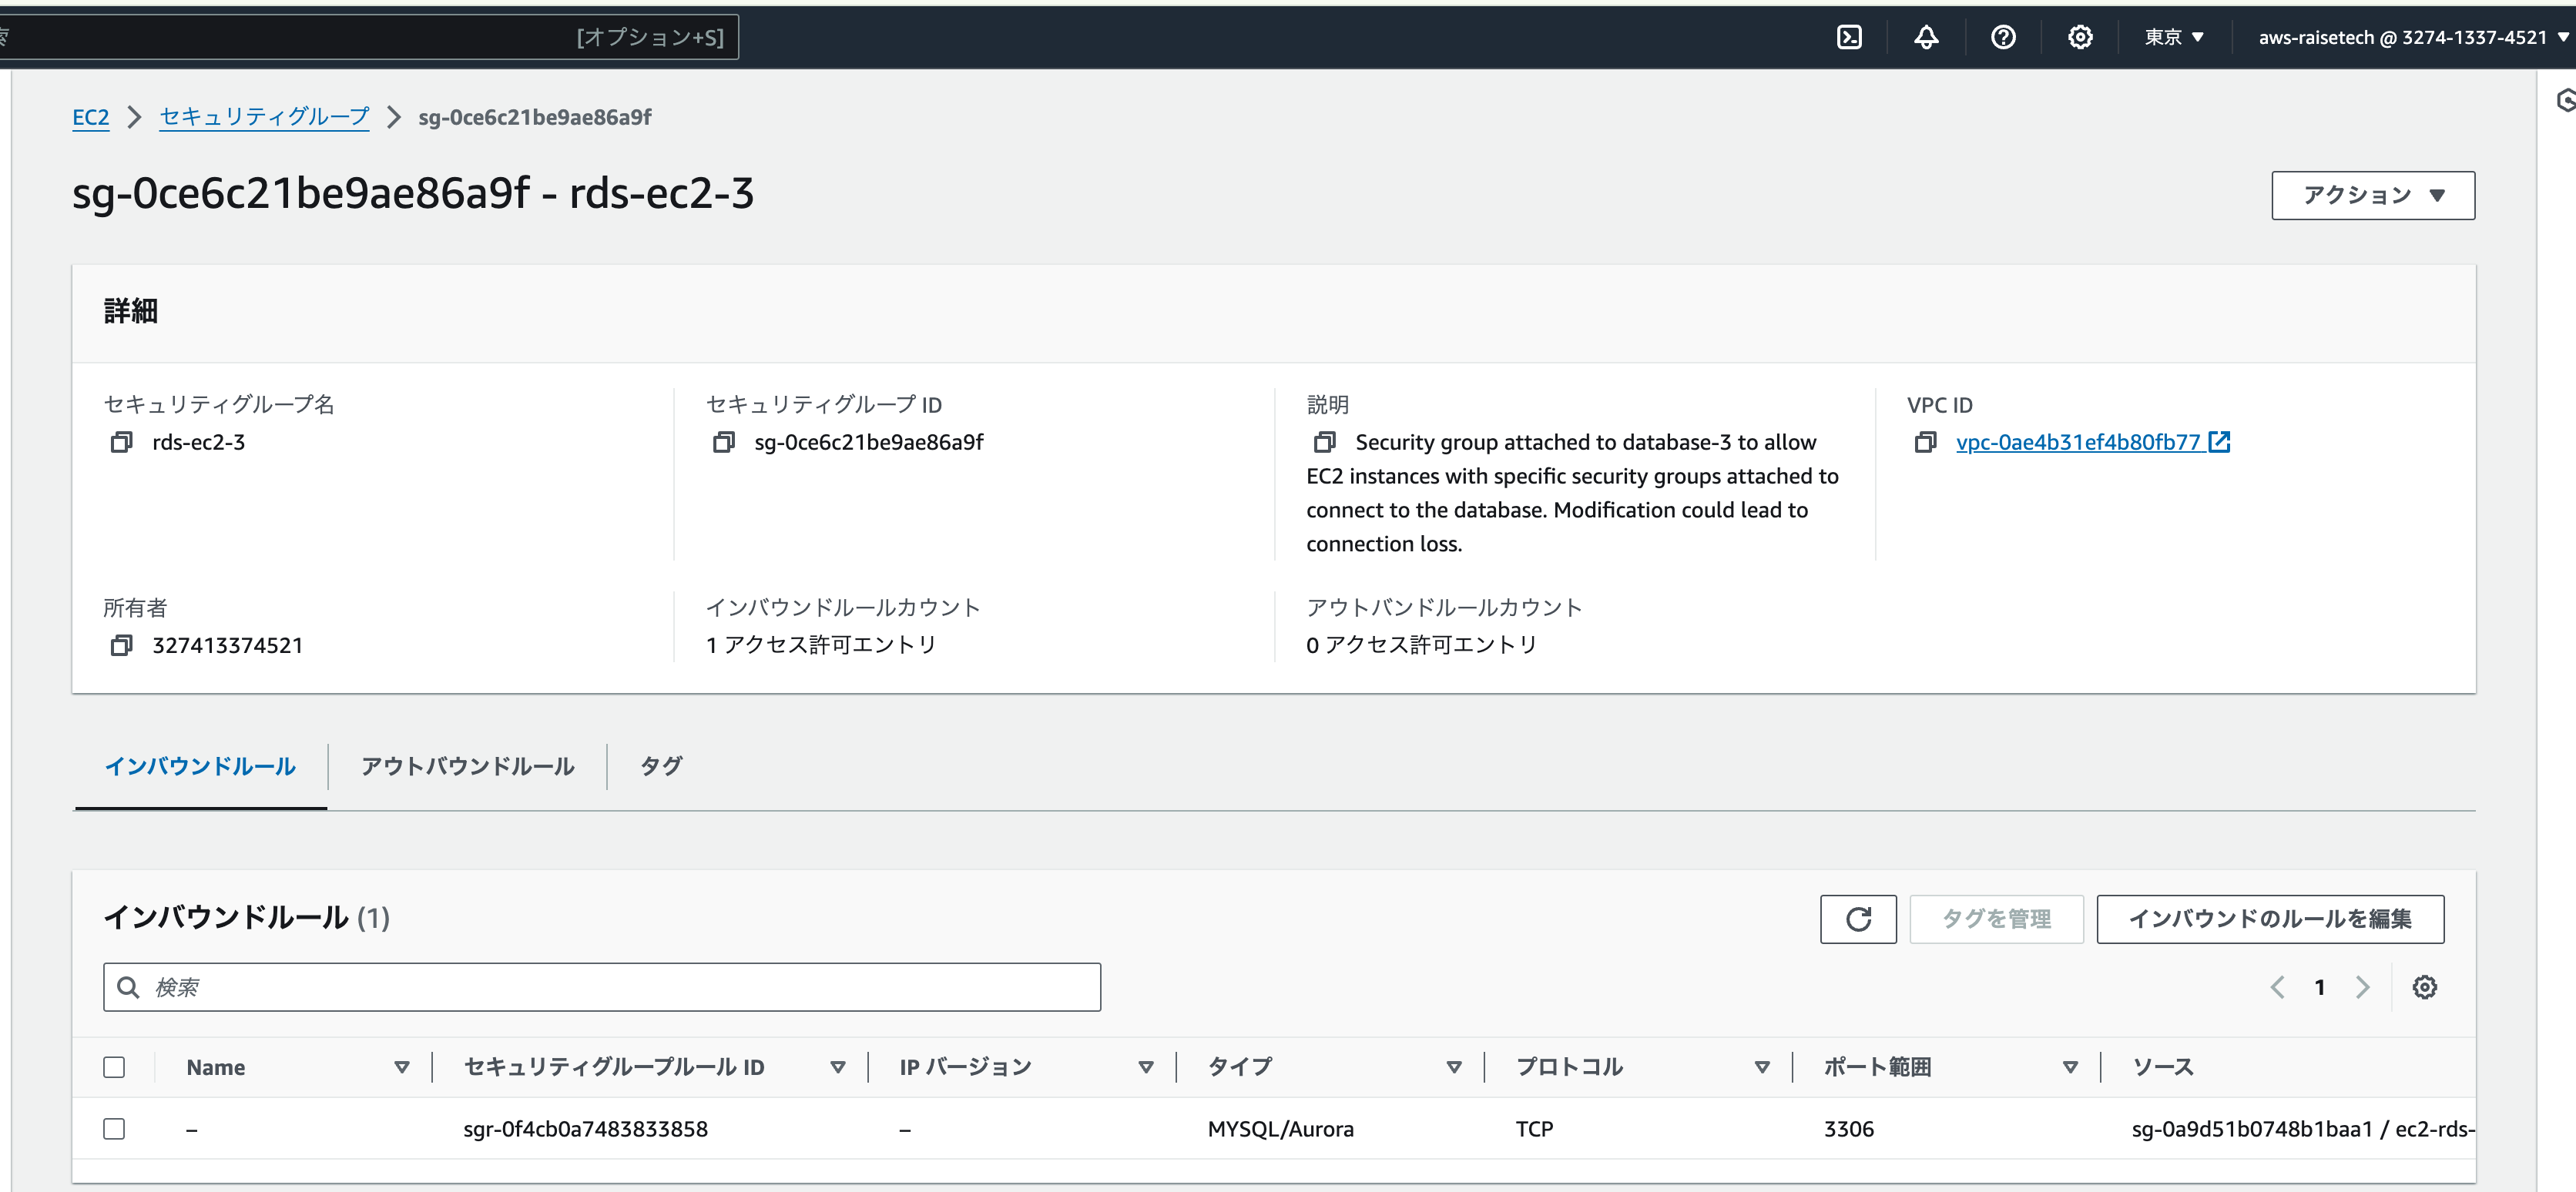 [オプション+S]
東京
aws-raisetech @ 3274-1337-4521
EC2
セキュリティグループ
sg-0ce6c21be9ae86a9f
sg-0ce6c21be9ae86a9f - rds-ec2-3
アクション
詳細
セキュリティグループ名
rds-ec2-3
セキュリティグループ ID
sg-0ce6c21be9ae86a9f
説明
Security group attached to database-3 to allow
EC2 instances with specific security groups attached to
connect to the database. Modification could lead to
connection loss.
VPC ID
vpc-0ae4b31ef4b80fb77
所有者
327413374521
インバウンドルールカウント
1 アクセス許可エントリ
アウトバンドルールカウント
0 アクセス許可エントリ
インバウンドルール
アウトバウンドルール
タグ
インバウンドルール (1)
タグを管理
インバウンドのルールを編集
検索
1
Name
セキュリティグループルール ID
IP バージョン
タイプ
プロトコル
ポート範囲
ソース
–
sgr-0f4cb0a7483833858
–
MYSQL/Aurora
TCP
3306
sg-0a9d51b0748b1baa1 / ec2-rds-